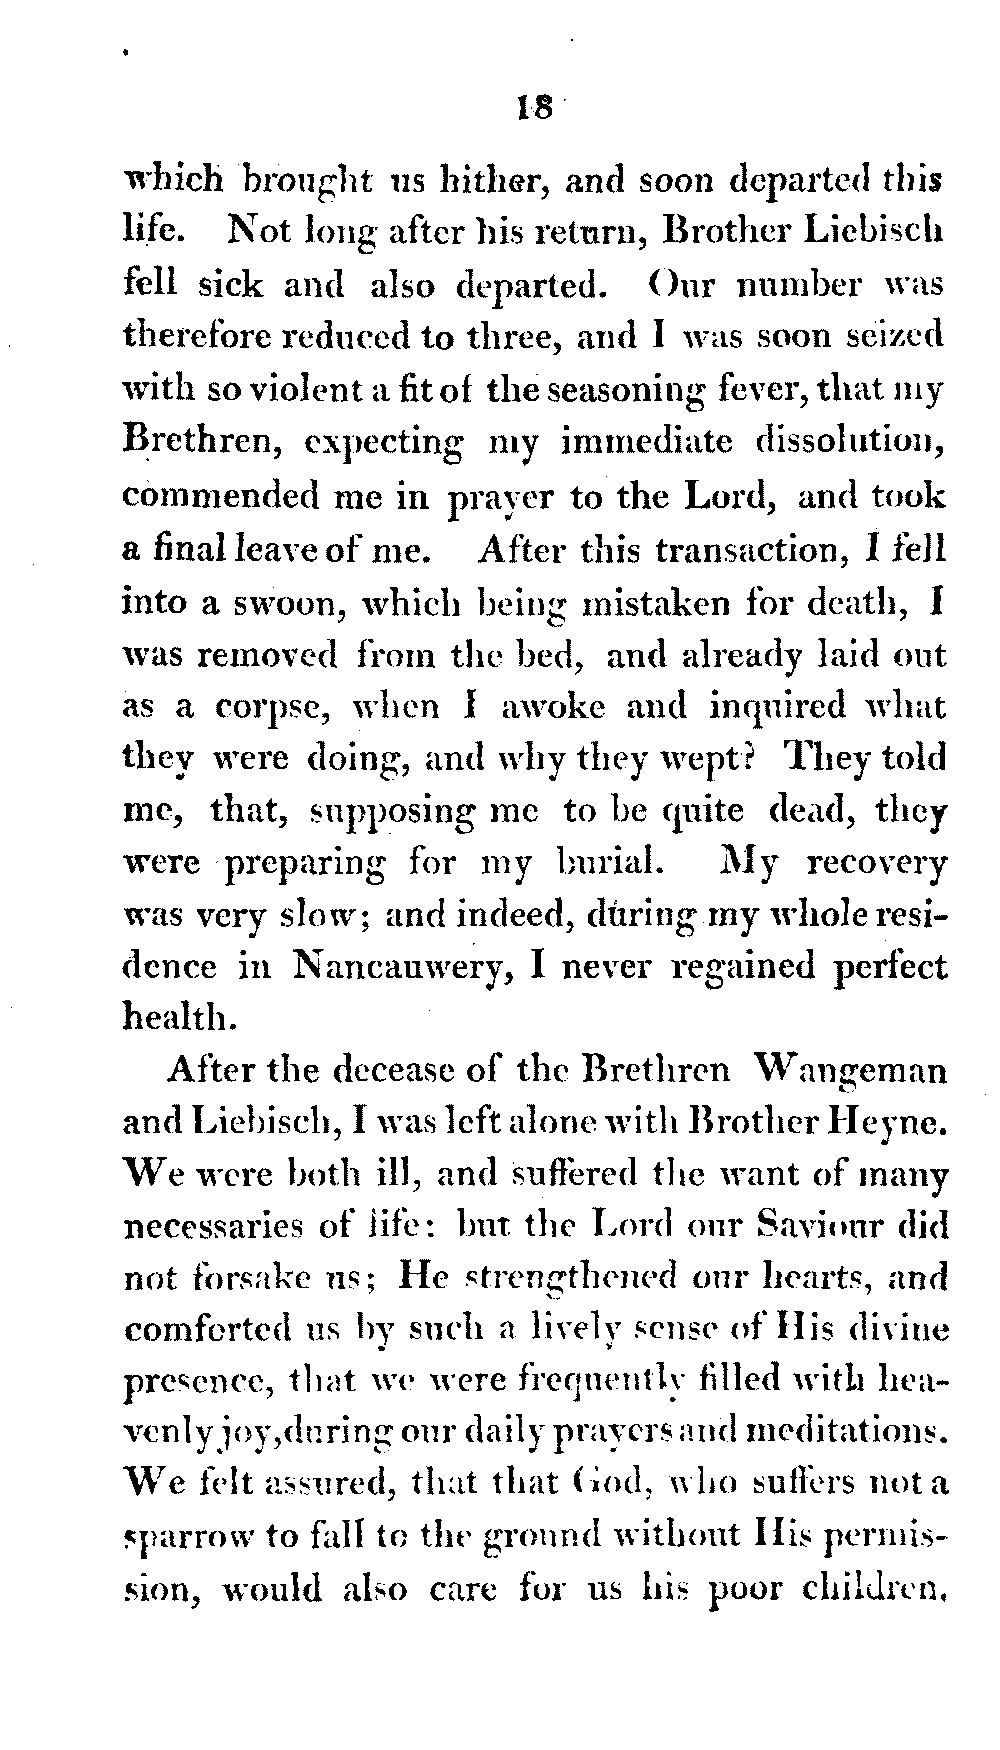 18
which brought us hither, and soon departed this
life. Not long after his return, Brother Liebisch
fell sick and also departed. Our number was
therefore reduced to three, and I was soon seized
with so violent a fit of the seasoning fever, that my
Brethren, expecting my immediate dissolution,
commended me in prayer to the Lord, and took
a final leave of me. After this transaction, I fell
into a swoon, which being mistaken for death, I
was removed from the bed, and already laid out
as a corpse, when I awoke and inquired what
they were doing, and why they wept? They told
me, that, supposing me to be quite dead, they
were preparing for my burial. My recovery
was very slow; and indeed, during my whole resi-
dence in Nancauwery, I never regained perfect
health.
After the decease of the Brethren Wangeman
and Liebisch, I was left alone with Brother Heyne.
We were both ill, and suffered the want of many
necessaries of life: but the Lord our Saviour did
not forsake us; He strengthened our hearts, and
comforted us by such a lively sense of His divine
presence, that we were frequently filled with hea-
venly joy, during our daily prayers and meditations.
We felt assured, that that God, who suffers not a
sparrow to fall to the ground without His permis-
sion, would also care for us his poor children.